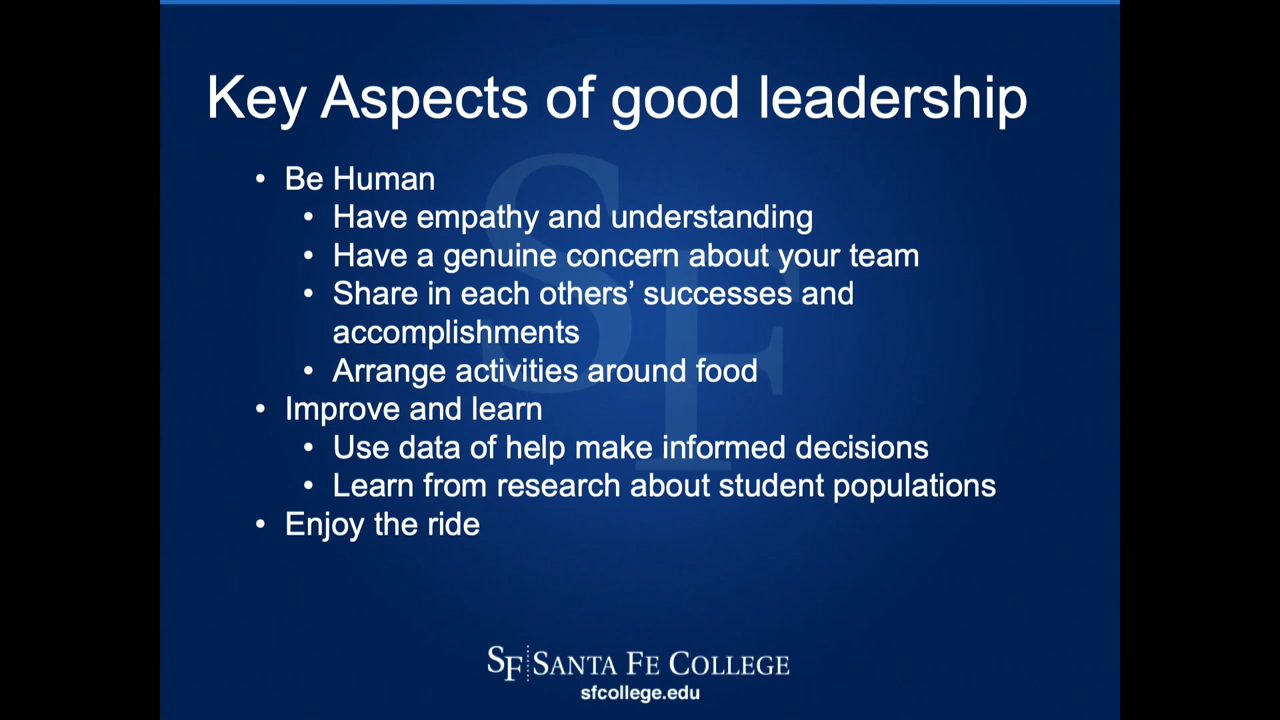 Key Aspects of good leadership
• Be Human
• Have empathy and understanding
• Have a genuine concern about your team
• Share in each others’ successes and
accomplishments
• Arrange activities around food
• Improve and learn
• Use data of help make informed decisions
• Learn from research about student populations
• Enjoy the ride
SF
SF SANTA FE COLLEGE
sfcollege.edu